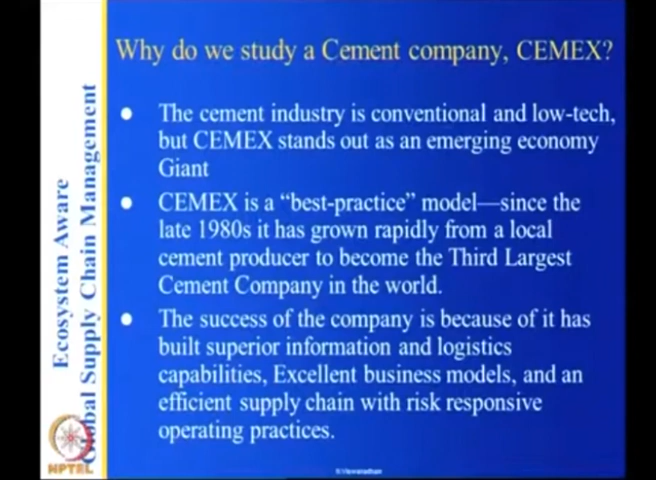 Why do we study a Cement company, CEMEX?
The cement industry is conventional and low-tech,
but CEMEX stands out as an emerging economy
Giant
CEMEX is a “best-practice” model—since the
late 1980s it has grown rapidly from a local
cement producer to become the Third Largest
Cement Company in the world.
The success of the company is because of it has
built superior information and logistics
capabilities, Excellent business models, and an
efficient supply chain with risk responsive
operating practices.
Ecosystem Aware
Global Supply Chain Management
NPTEL
N Viswanadham